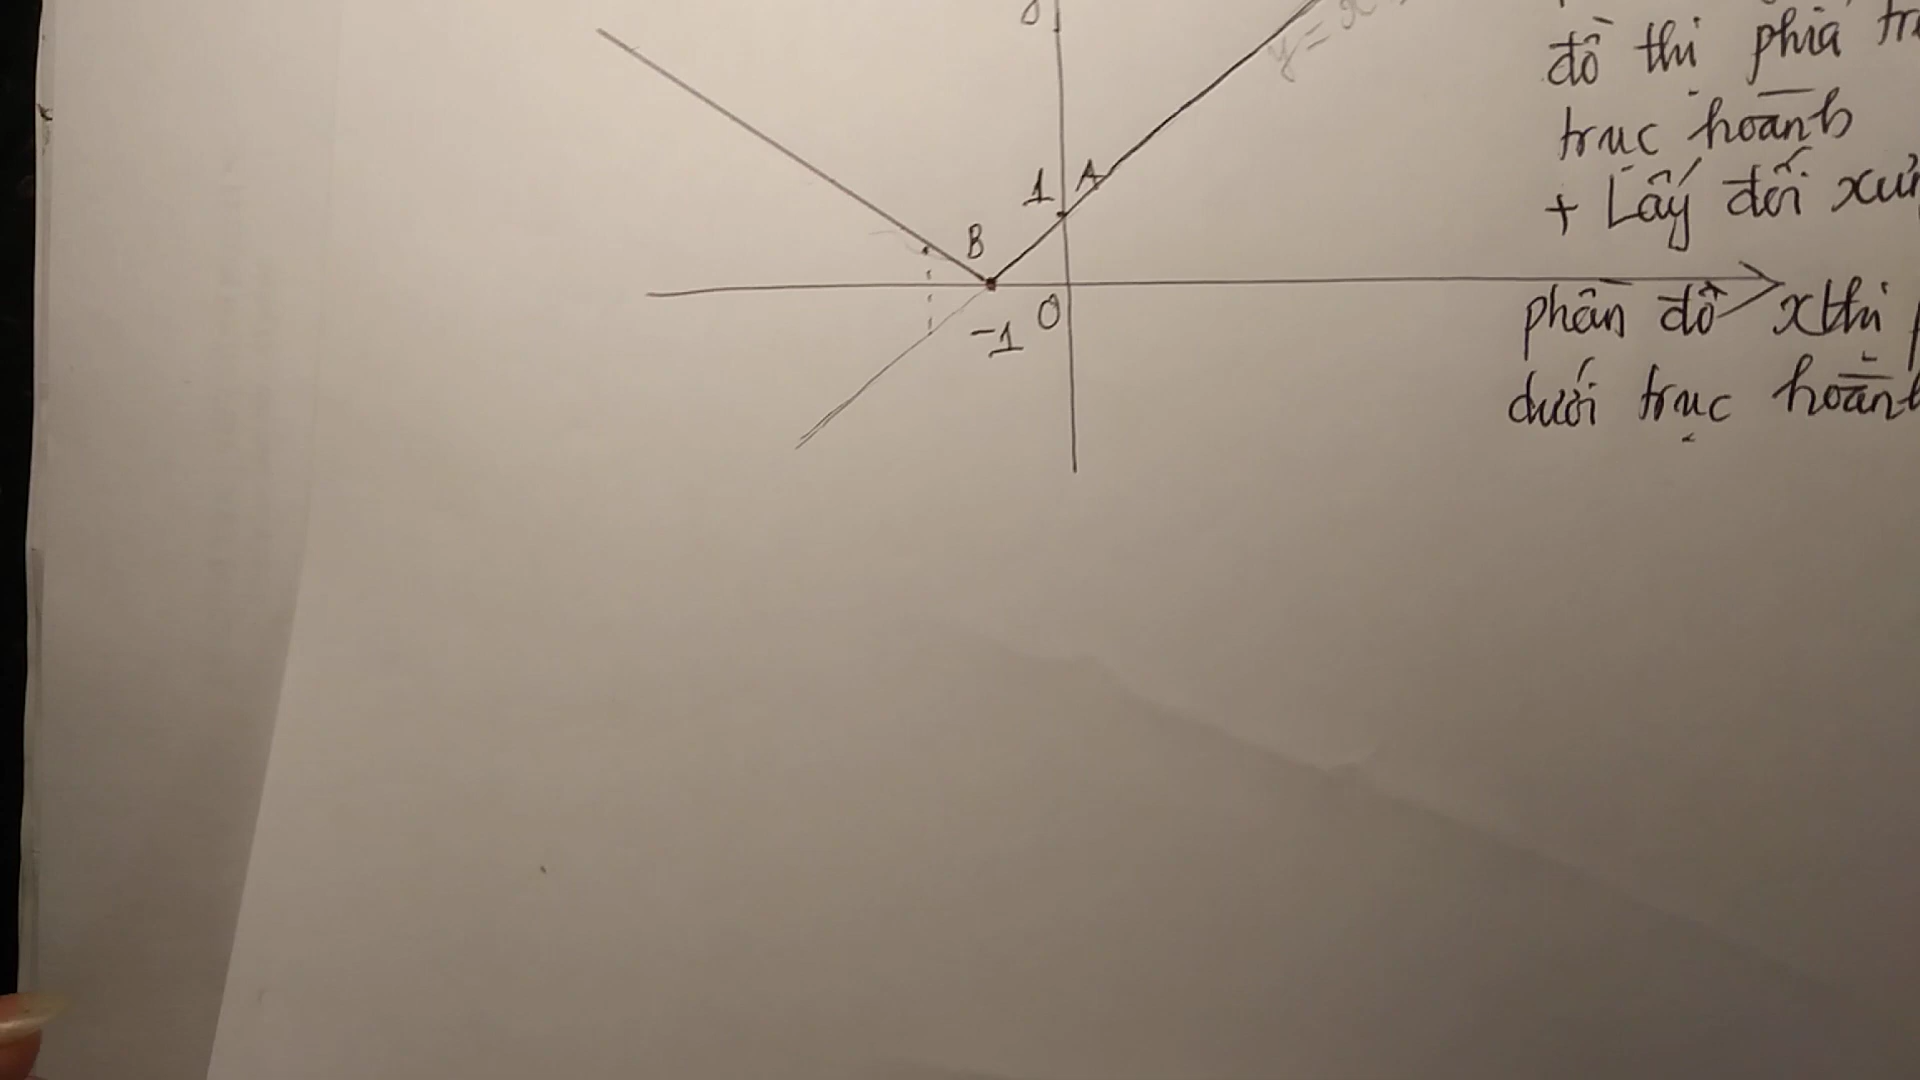 y
y = x
1 A
B
-1
O
x
đồ thị phía
trục hoành
+ Lấy đối
phần đồ thị
dưới trục